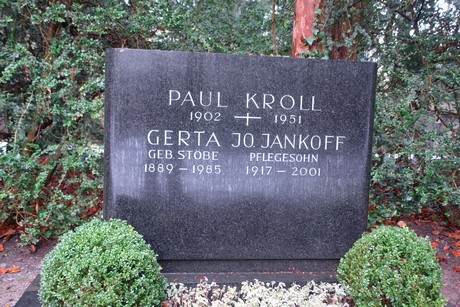 PAUL KROLL
1902 1951
GERTA JO JANKOFF
GEB. STÖBE PFLEGESOHN
1889 – 1985 1917 – 2001